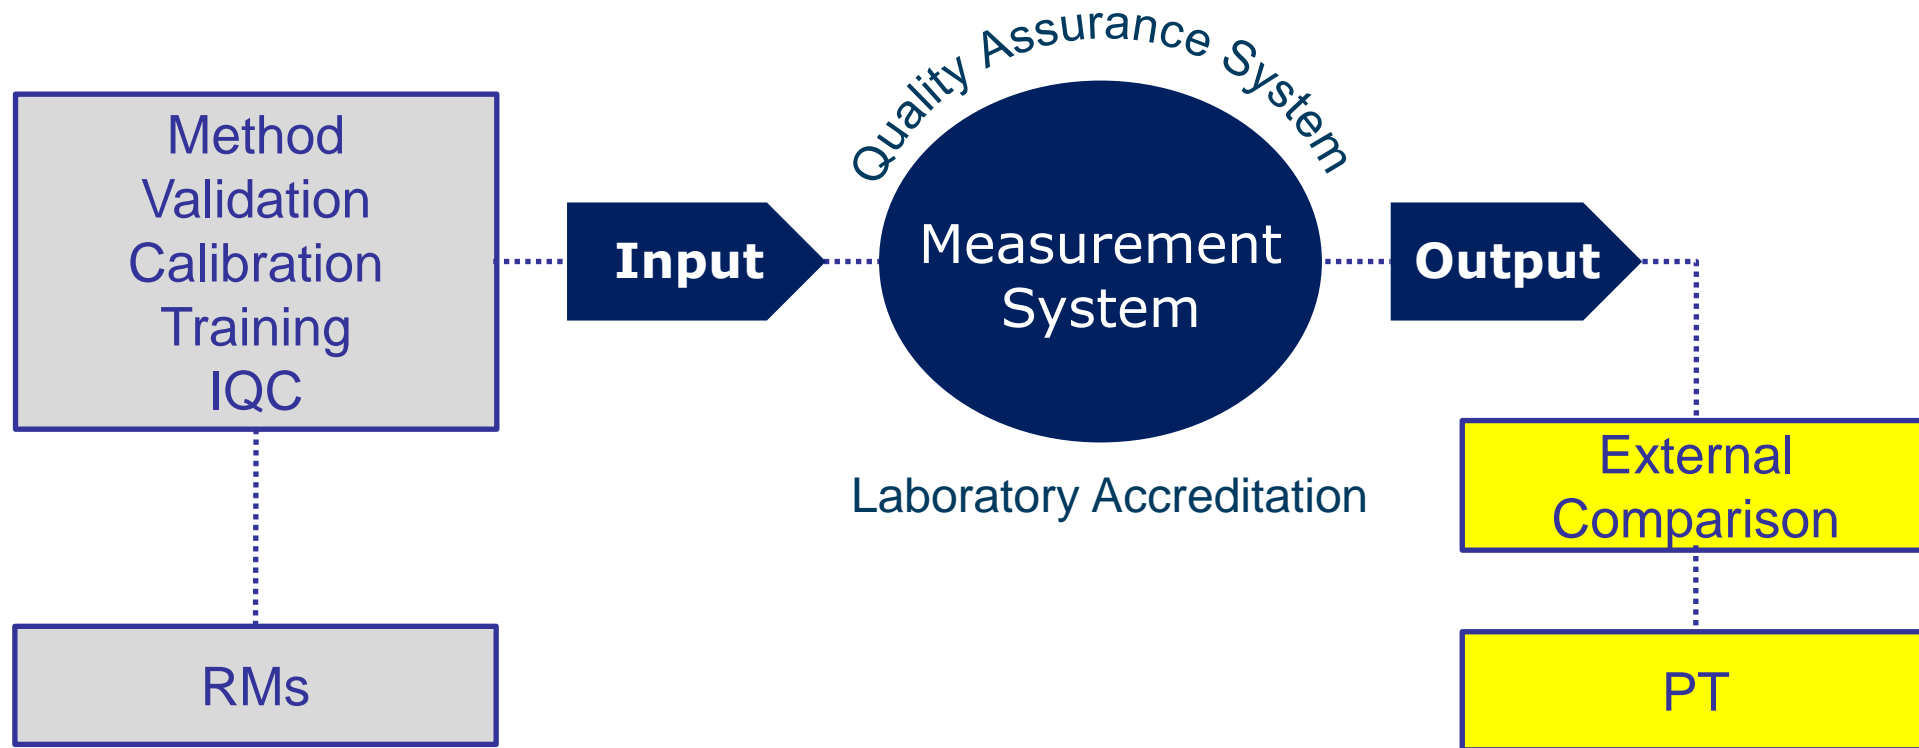 Quality Assurance System
Method
Validation
Calibration
Training
IQC
Input
Measurement
System
Output
Laboratory Accreditation
External
Comparison
RMs
PT